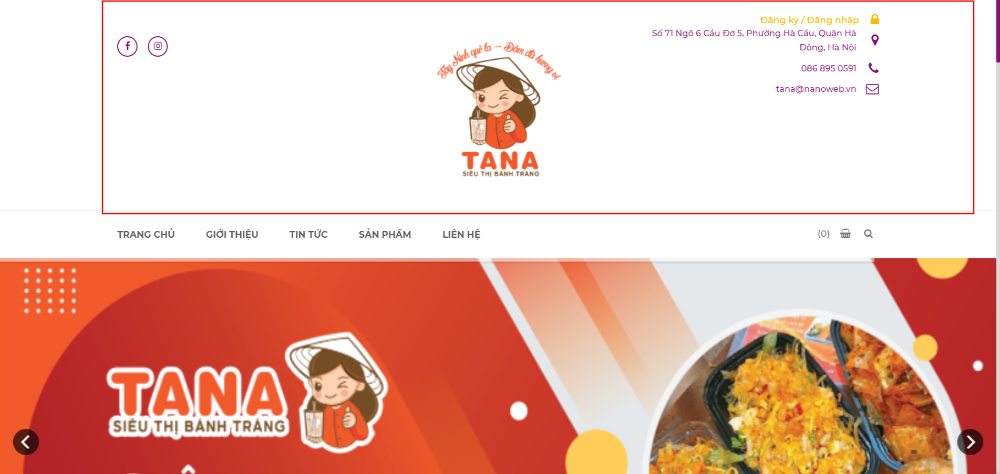 Đăng ký / Đăng nhập
Số 71 Ngõ 6 Cầu Đơ 5, Phường Hà Cầu, Quận Hà
Đông, Hà Nội
086 895 0591
tana@nanoweb.vn
Tây Ninh quê ta – Đậm đà hương vị
TANA
SIÊU THỊ BÁNH TRÁNG
TRANG CHỦ
GIỚI THIỆU
TIN TỨC
SẢN PHẨM
LIÊN HỆ
(0)
TANA
SIÊU THỊ BÁNH TRÁNG